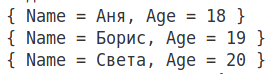 { Name = Аня, Age = 18 }
{ Name = Борис, Age = 19 }
{ Name = Света, Age = 20 }